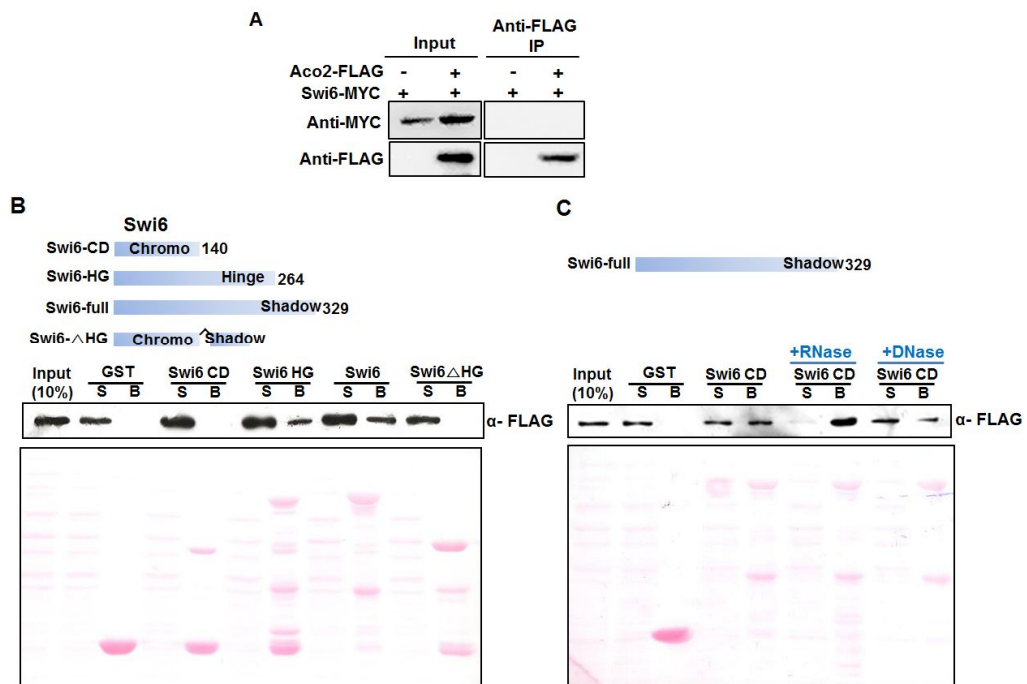 A
Input
Anti-FLAG
IP
Aco2-FLAG - + - +
Swi6-MYC + + + +
Anti-MYC
Anti-FLAG
B
Swi6
Swi6-CD Chromo 140
Swi6-HG Hinge 264
Swi6-full Shadow 329
Swi6-△HG Chromo ^ Shadow
Input
(10%)
GST Swi6 CD Swi6 HG Swi6 Swi6△HG
S B S B S B S B S B
α- FLAG
C
Swi6-full Shadow 329
+RNase +DNase
Input
(10%)
GST Swi6 CD Swi6 CD Swi6 CD
S B S B S B S B
α- FLAG